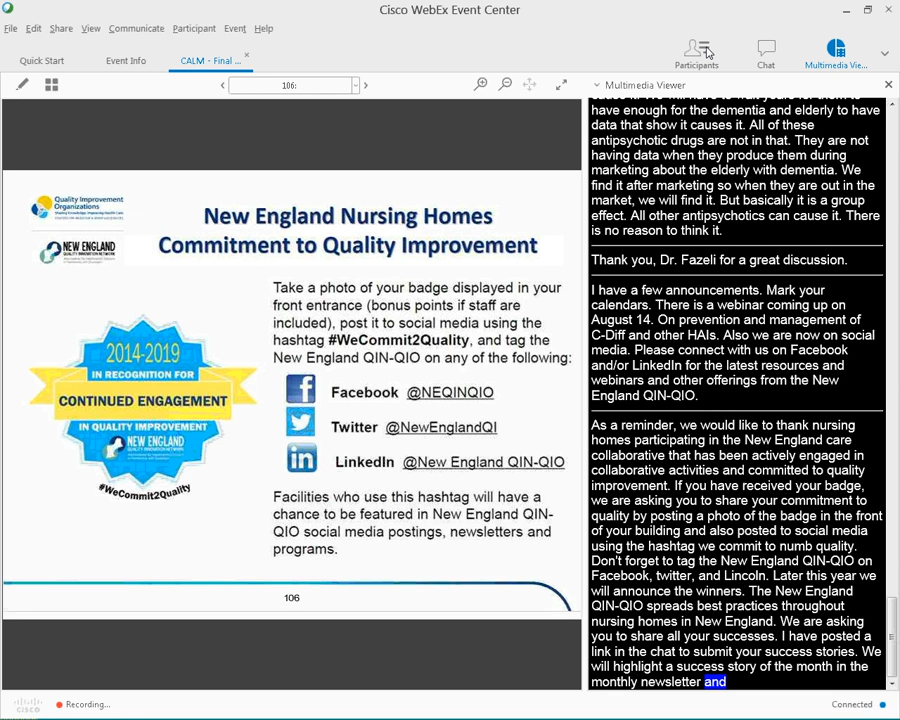 Cisco WebEx Event Center
File Edit Share View Communicate Participant Event Help
Quick Start
Event Info
CALM - Final ...
Participants
Chat
Multimedia Vie...
106:
Multimedia Viewer
Quality Improvement
Organizations
NEW ENGLAND
New England Nursing Homes
Commitment to Quality Improvement
Take a photo of your badge displayed in your
front entrance (bonus points if staff are
included), post it to social media using the
hashtag #WeCommit2Quality, and tag the
New England QIN-QIO on any of the following:
Facebook @NEQINQIO
Twitter @NewEnglandQI
LinkedIn @New England QIN-QIO
Facilities who use this hashtag will have a
chance to be featured in New England QIN-
QIO social media postings, newsletters and
programs.
2014-2019
IN RECOGNITION FOR
CONTINUED ENGAGEMENT
IN QUALITY IMPROVEMENT
NEW ENGLAND
#WeCommit2Quality
106
have enough for the dementia and elderly to have
data that show it causes it. All of these
antipsychotic drugs are not in that. They are not
having data when they produce them during
marketing about the elderly with dementia. We
find it after marketing so when they are out in the
market, we will find it. But basically it is a group
effect. All other antipsychotics can cause it. There
is no reason to think it.
Thank you, Dr. Fazeli for a great discussion.
I have a few announcements. Mark your
calendars. There is a webinar coming up on
August 14. On prevention and management of
C-Diff and other HAIs. Also we are now on social
media. Please connect with us on Facebook
and/or LinkedIn for the latest resources and
webinars and other offerings from the New
England QIN-QIO.
As a reminder, we would like to thank nursing
homes participating in the New England care
collaborative that has been actively engaged in
collaborative activities and committed to quality
improvement. If you have received your badge,
we are asking you to share your commitment to
quality by posting a photo of the badge in the front
of your building and also posted to social media
using the hashtag we commit to numb quality.
Don't forget to tag the New England QIN-QIO on
Facebook, twitter, and Lincoln. Later this year we
will announce the winners. The New England
QIN-QIO spreads best practices throughout
nursing homes in New England. We are asking
you to share all your successes. I have posted a
link in the chat to submit your success stories. We
will highlight a success story of the month in the
monthly newsletter and
cisco
Recording...
Connected